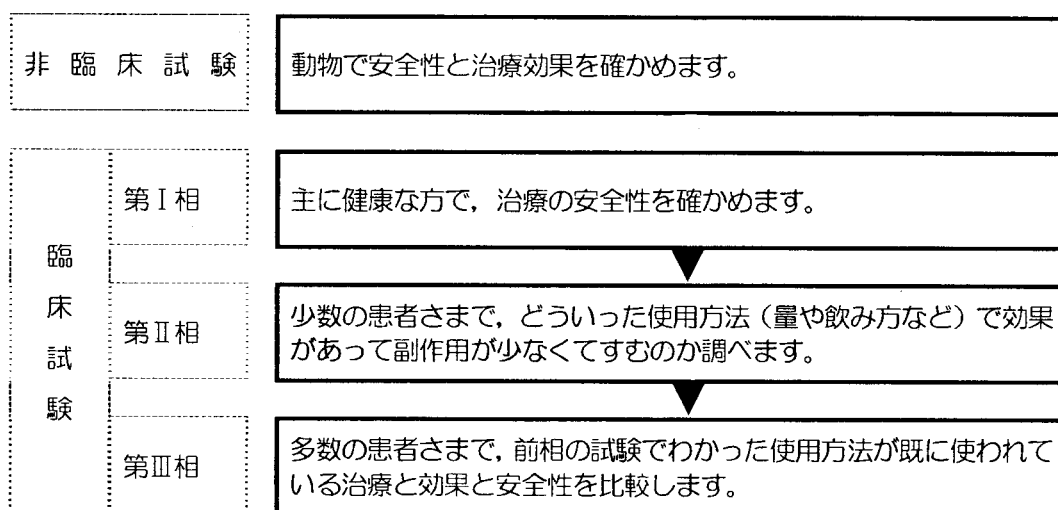 非臨床試験
動物で安全性と治療効果を確かめます。
臨床試験
第Ⅰ相
主に健康な方で，治療の安全性を確かめます。
第Ⅱ相
少数の患者さまで，どういった使用方法（量や飲み方など）で効果
があって副作用が少なくてすむのか調べます。
第Ⅲ相
多数の患者さまで，前相の試験でわかった使用方法が既に使われて
いる治療と効果と安全性を比較します。